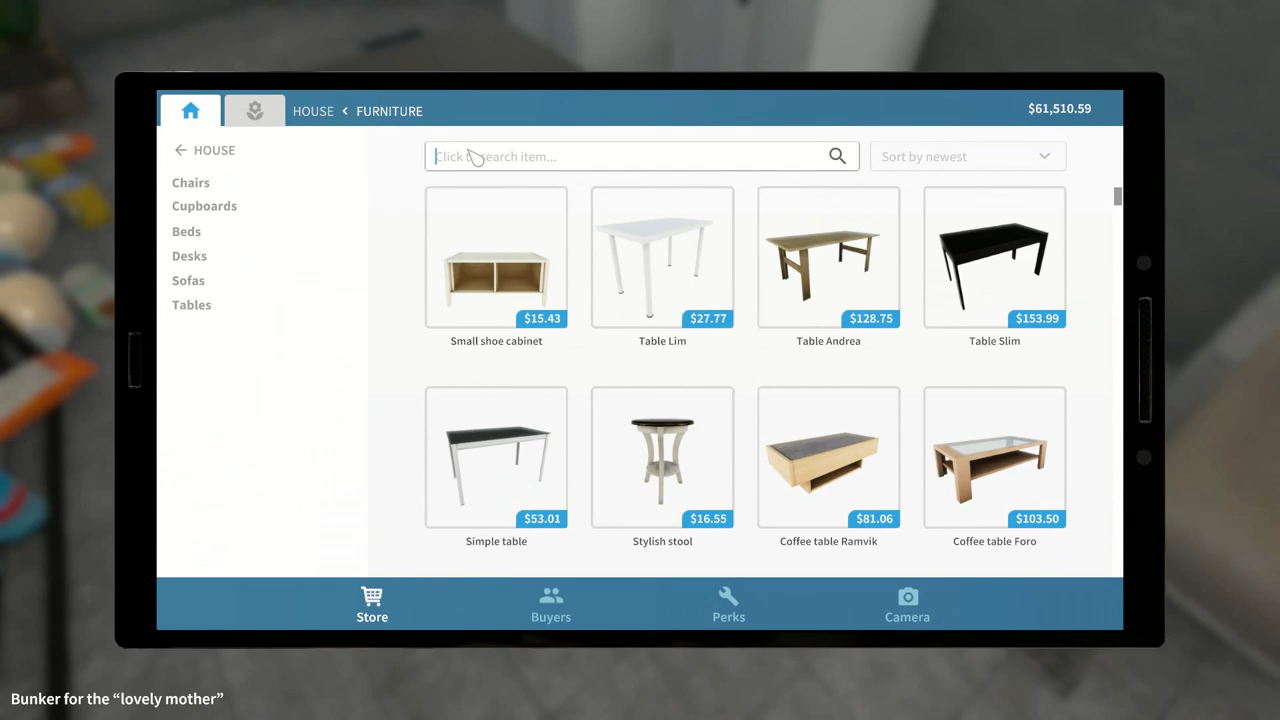 HOUSE < FURNITURE
$61,510.59
HOUSE
Click to search item...
Sort by newest
Chairs
Cupboards
Beds
Desks
Sofas
Tables
$15.43
$27.77
$128.75
$153.99
Small shoe cabinet
Table Lim
Table Andrea
Table Slim
$53.01
$16.55
$81.06
$103.50
Simple table
Stylish stool
Coffee table Ramvik
Coffee table Foro
Store
Buyers
Perks
Camera
Bunker for the “lovely mother”